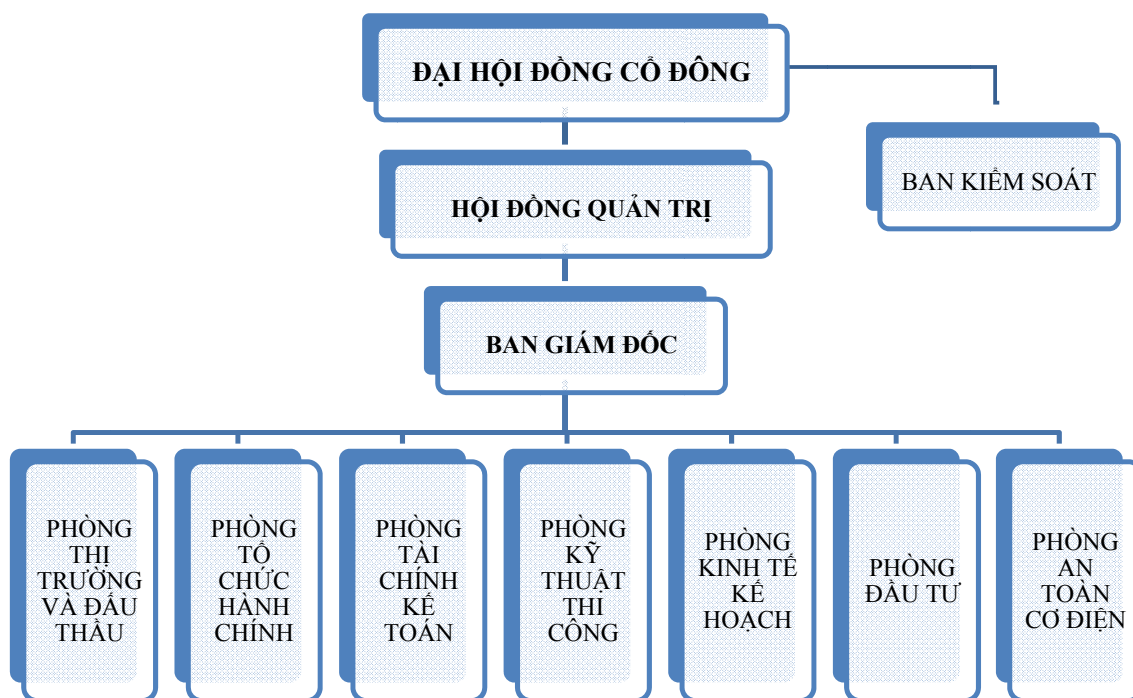 ĐẠI HỘI ĐỒNG CỔ ĐÔNG
BAN KIỂM SOÁT
HỘI ĐỒNG QUẢN TRỊ
BAN GIÁM ĐỐC
PHÒNG
THỊ
TRƯỜNG
VÀ ĐẤU
THẦU
PHÒNG
TỔ
CHỨC
HÀNH
CHÍNH
PHÒNG
TÀI
CHÍNH
KẾ
TOÁN
PHÒNG
KỸ
THUẬT
THI
CÔNG
PHÒNG
KINH TẾ
KẾ
HOẠCH
PHÒNG
ĐẦU TƯ
PHÒNG
AN
TOÀN
CƠ ĐIỆN